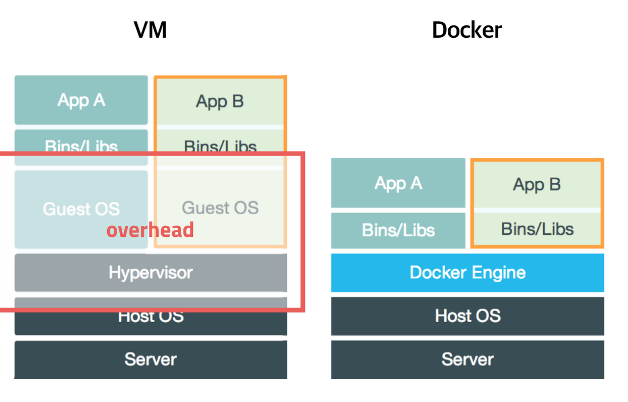 VM
Docker
App A
App B
Bins/Libs
Bins/Libs
Guest OS
Guest OS
overhead
Hypervisor
Host OS
Server
App A
App B
Bins/Libs
Bins/Libs
Docker Engine
Host OS
Server